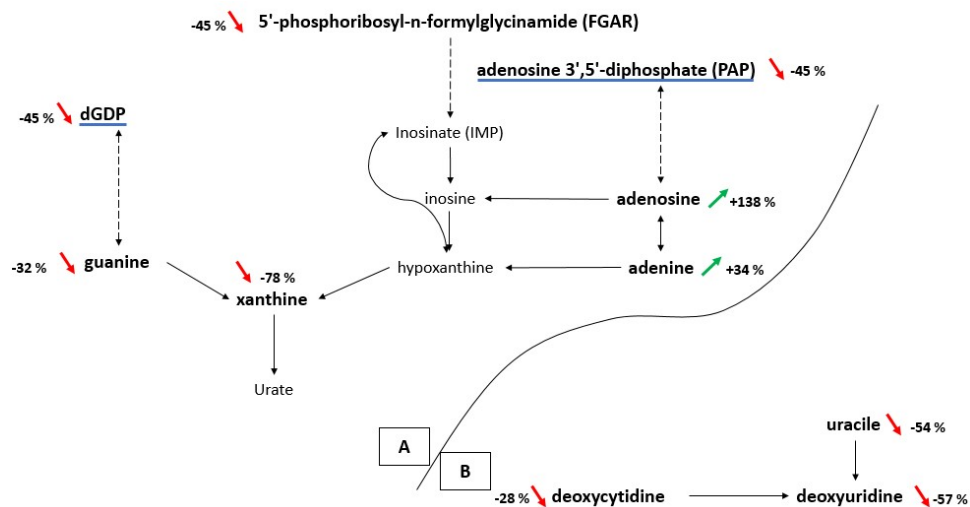 -45 % 5'-phosphoribosyl-n-formylglycinamide (FGAR)
adenosine 3',5'-diphosphate (PAP) -45 %
-45 % dGDP
Inosinate (IMP)
inosine
adenosine +138 %
-32 % guanine
hypoxanthine
adenine +34 %
-78 %
xanthine
Urate
A
B
uracile -54 %
-28 % deoxycytidine
deoxyuridine -57 %